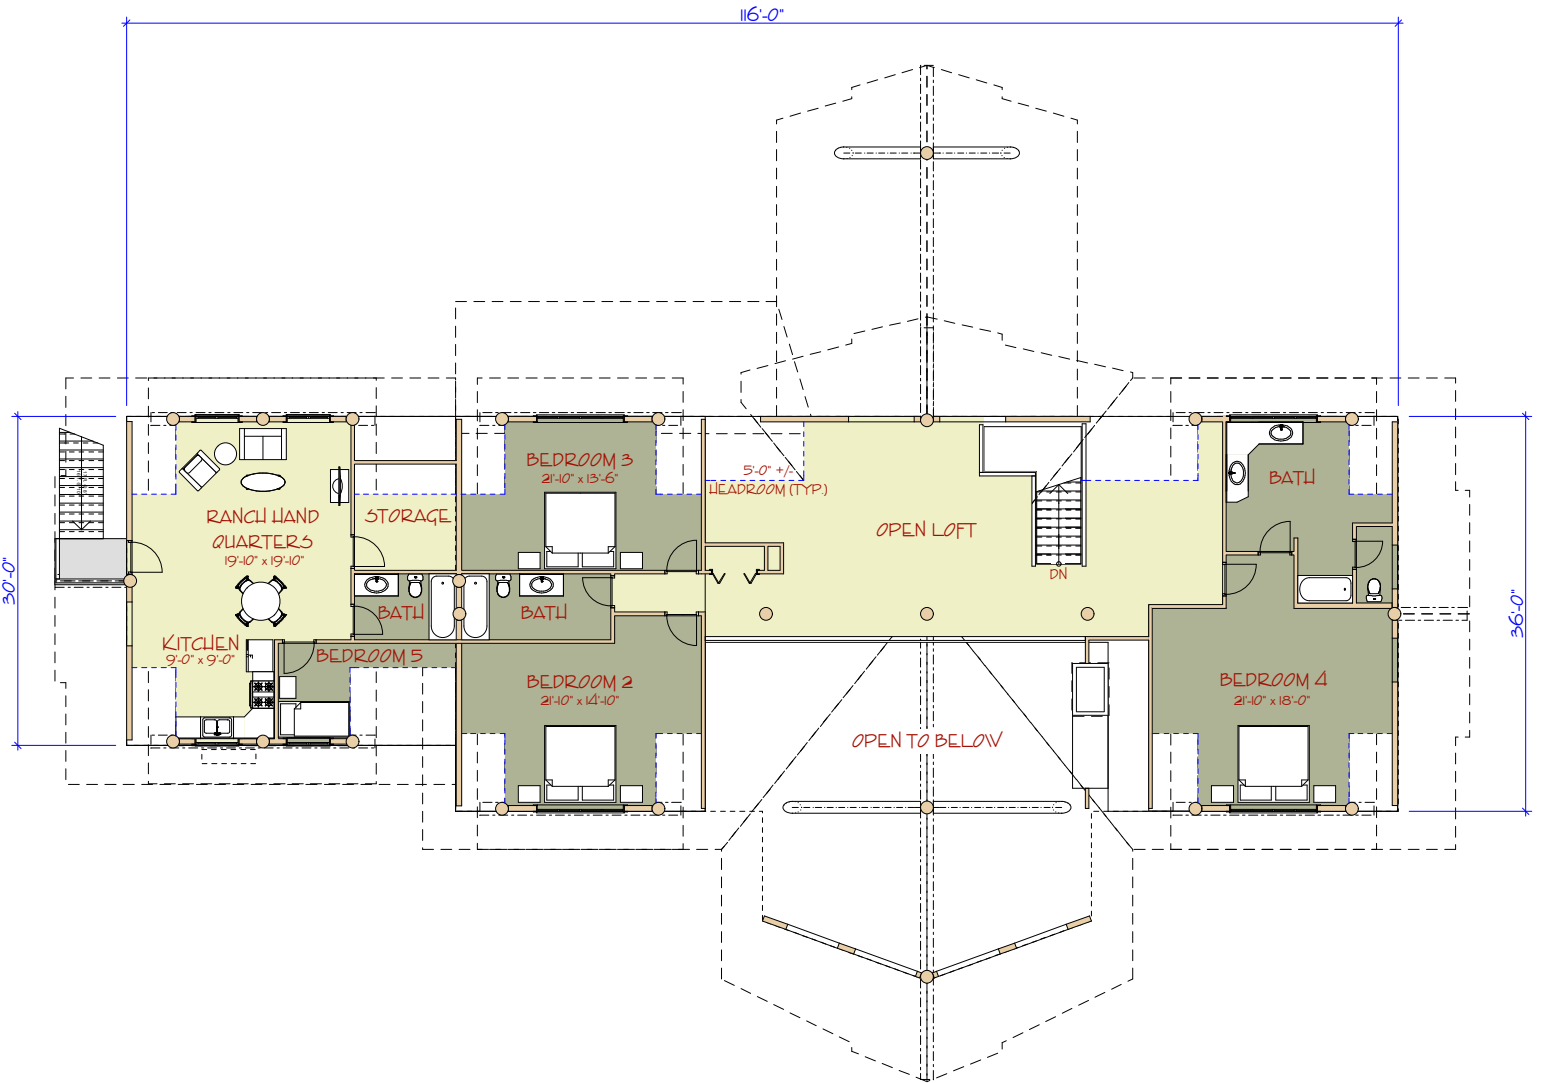 116'-0"
BEDROOM 3
21'-10" x 13'-6"
5'-0" +/-
HEADROOM (TYP.)
BATH
RANCH HAND
QUARTERS
19'-10" x 19'-10"
STORAGE
OPEN LOFT
DN
30'-0"
36'-0"
BATH
BATH
KITCHEN
9'-0" x 9'-0"
BEDROOM 5
BEDROOM 2
21'-10" x 14'-10"
BEDROOM 4
21'-10" x 18'-0"
OPEN TO BELOW